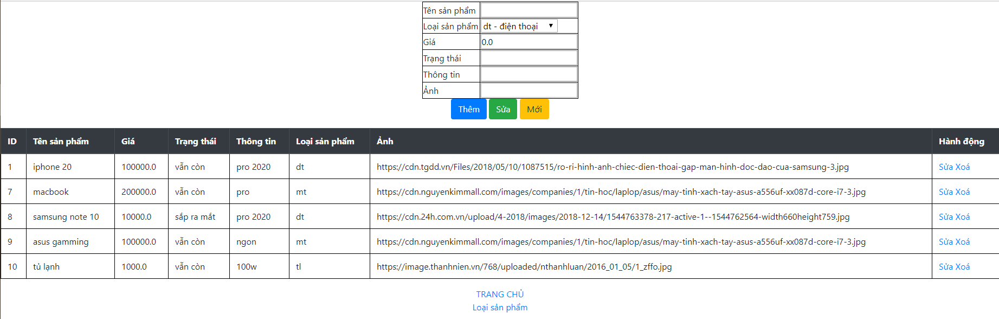 Tên sản phẩm
Loại sản phẩm dt - điện thoại
Giá 0.0
Trạng thái
Thông tin
Ảnh
Thêm Sửa Mới
ID Tên sản phẩm Giá Trạng thái Thông tin Loại sản phẩm Ảnh Hành động
1 iphone 20 100000.0 vẫn còn pro 2020 dt https://cdn.tgdd.vn/Files/2018/05/10/1087515/ro-ri-hinh-anh-chiec-dien-thoai-gap-man-hinh-doc-dao-cua-samsung-3.jpg Sửa Xoá
7 macbook 200000.0 vẫn còn pro mt https://cdn.nguyenkimmall.com/images/companies/1/tin-hoc/laplop/asus/may-tinh-xach-tay-asus-a556uf-xx087d-core-i7-3.jpg Sửa Xoá
8 samsung note 10 10000.0 sắp ra mắt pro 2020 dt https://cdn.24h.com.vn/upload/4-2018/images/2018-12-14/1544763378-217-active-1--1544762564-width660height759.jpg Sửa Xoá
9 asus gamming 100000.0 vẫn còn ngon mt https://cdn.nguyenkimmall.com/images/companies/1/tin-hoc/laplop/asus/may-tinh-xach-tay-asus-a556uf-xx087d-core-i7-3.jpg Sửa Xoá
10 tủ lạnh 1000.0 vẫn còn 100w tl https://image.thanhnien.vn/768/uploaded/nthanhluan/2016_01_05/1_zffo.jpg Sửa Xoá
TRANG CHỦ
Loại sản phẩm